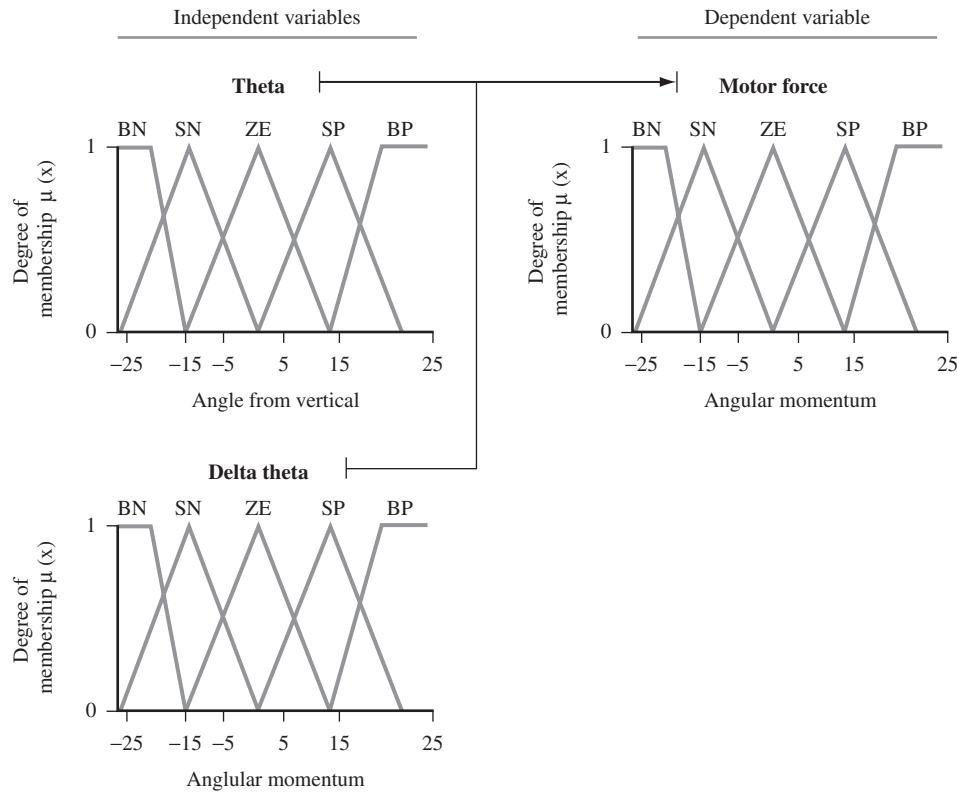 Independent variables
Dependent variable
Theta
Motor force
BN SN ZE SP BP
1
0
Degree of
membership μ (x)
−25 −15 −5 5 15 25
Angle from vertical
BN SN ZE SP BP
1
0
Degree of
membership μ (x)
−25 −15 −5 5 15 25
Angular momentum
Delta theta
BN SN ZE SP BP
1
0
Degree of
membership μ (x)
−25 −15 −5 5 15 25
Anglular momentum